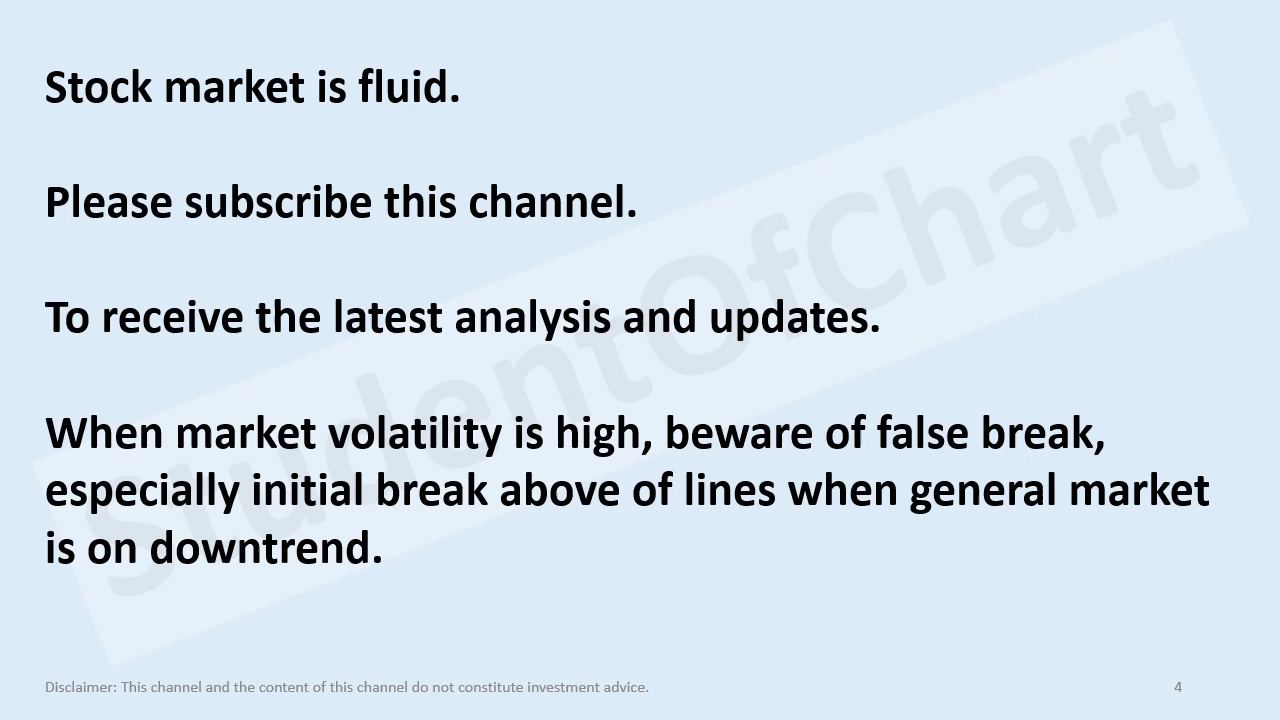 Stock market is fluid.
Please subscribe this channel.
To receive the latest analysis and updates.
When market volatility is high, beware of false break,
especially initial break above of lines when general market
is on downtrend.
StudentOfChart
Disclaimer: This channel and the content of this channel do not constitute investment advice.
4